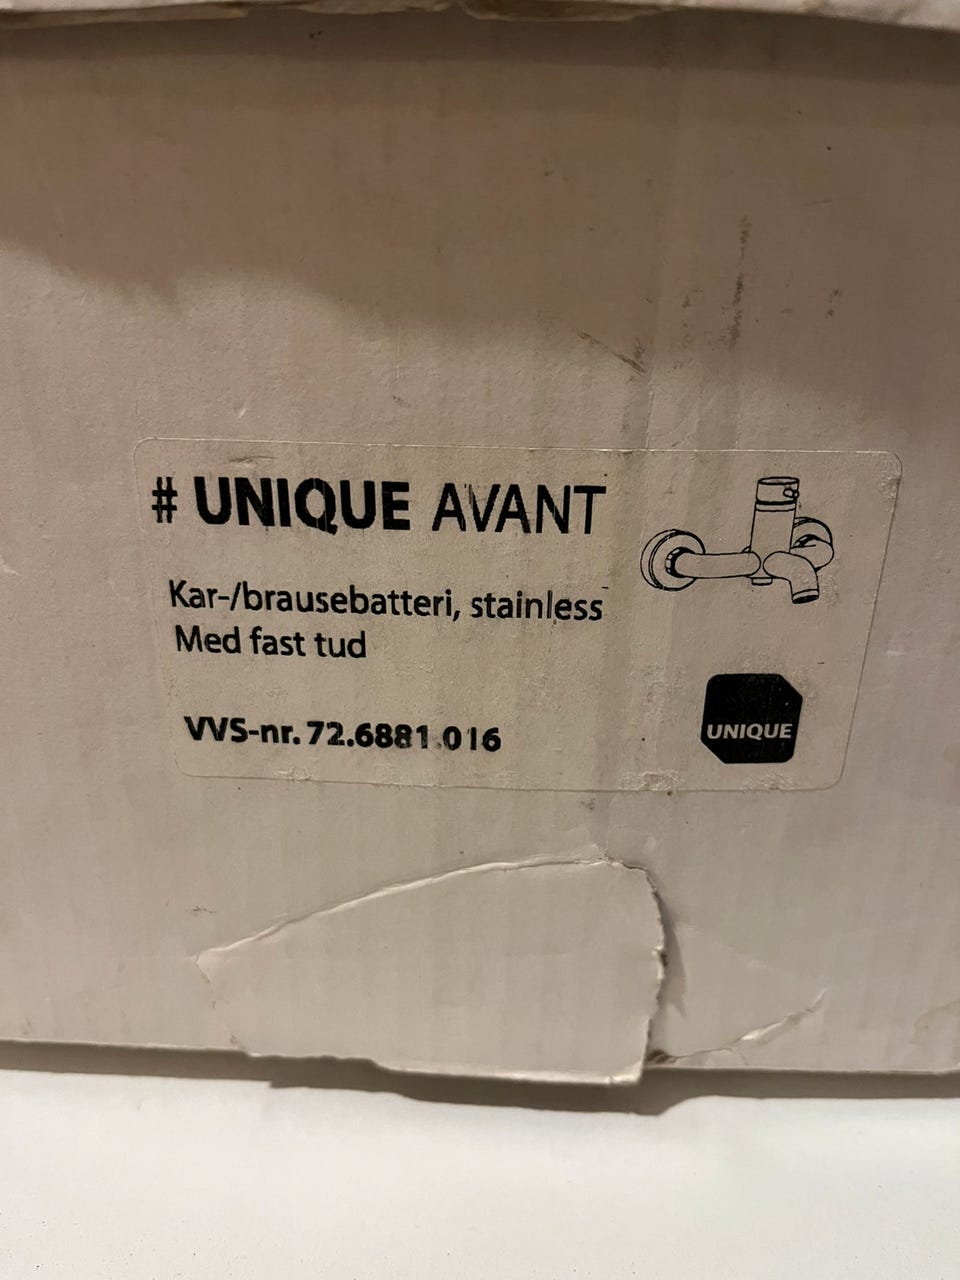 # UNIQUE AVANT
Kar-/brausebatteri, stainless
Med fast tud
VVS-nr. 72.6881.016
UNIQUE